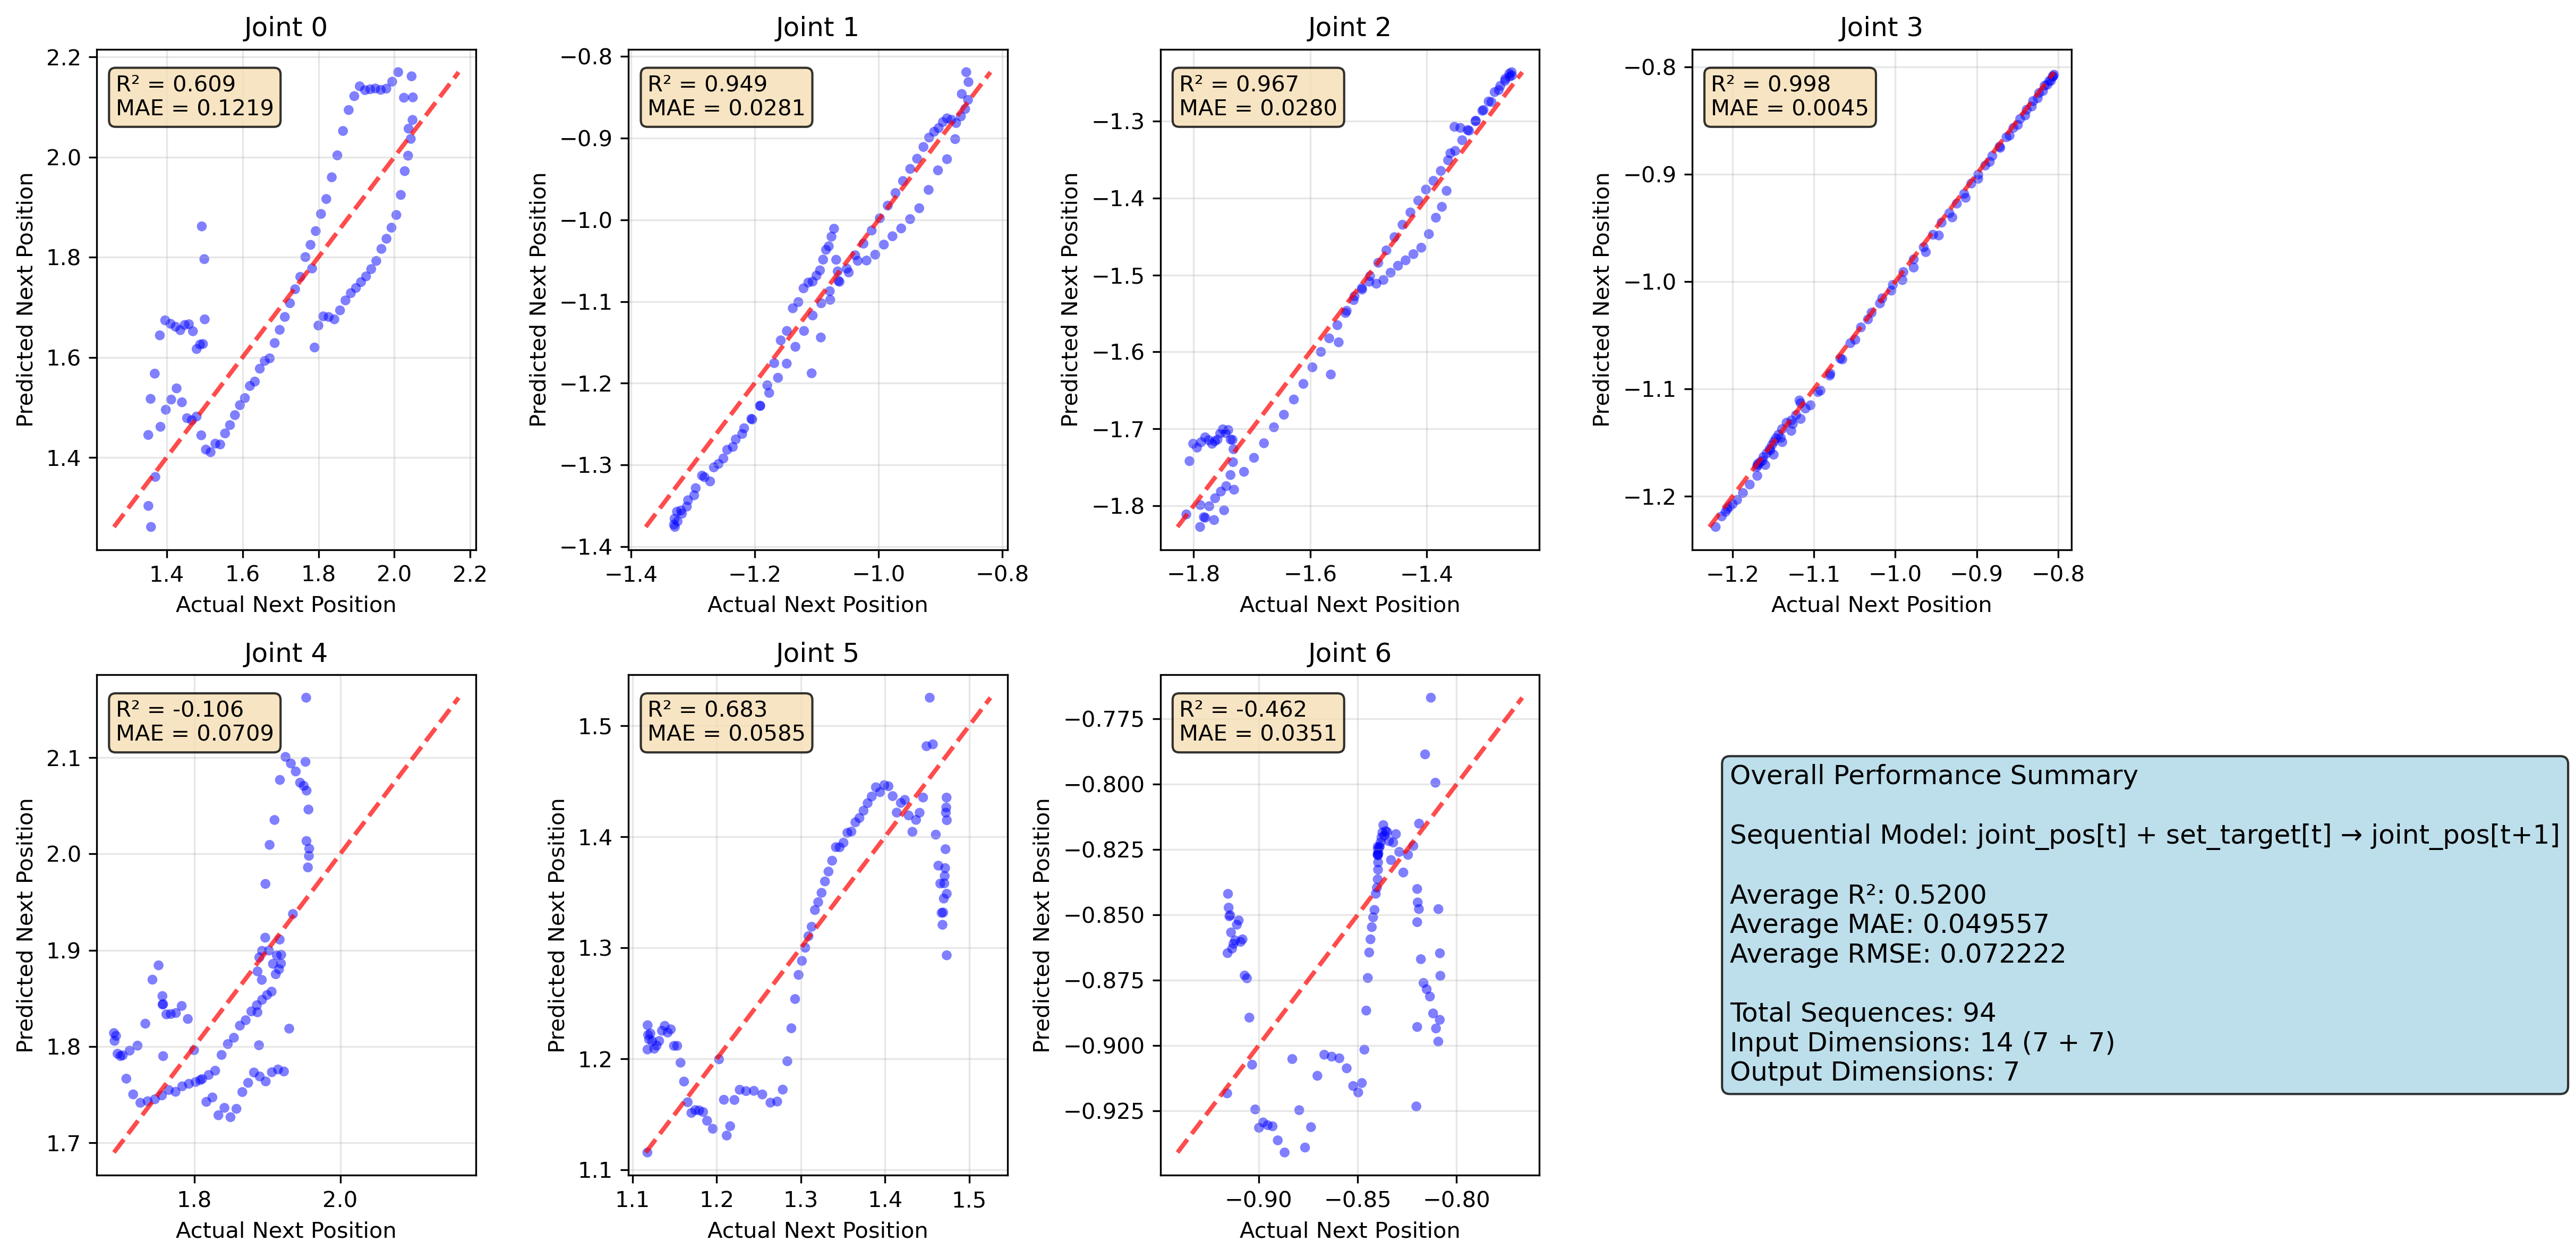 Joint 0
R² = 0.609
MAE = 0.1219
Predicted Next Position
2.2
2.0
1.8
1.6
1.4
1.4 1.6 1.8 2.0 2.2
Actual Next Position
Joint 1
R² = 0.949
MAE = 0.0281
Predicted Next Position
−0.8
−0.9
−1.0
−1.1
−1.2
−1.3
−1.4
−1.4 −1.2 −1.0 −0.8
Actual Next Position
Joint 2
R² = 0.967
MAE = 0.0280
Predicted Next Position
−1.3
−1.4
−1.5
−1.6
−1.7
−1.8
−1.8 −1.6 −1.4
Actual Next Position
Joint 3
R² = 0.998
MAE = 0.0045
Predicted Next Position
−0.8
−0.9
−1.0
−1.1
−1.2
−1.2 −1.1 −1.0 −0.9 −0.8
Actual Next Position
Joint 4
R² = -0.106
MAE = 0.0709
Predicted Next Position
2.1
2.0
1.9
1.8
1.7
1.8 2.0
Actual Next Position
Joint 5
R² = 0.683
MAE = 0.0585
Predicted Next Position
1.5
1.4
1.3
1.2
1.1
1.1 1.2 1.3 1.4 1.5
Actual Next Position
Joint 6
R² = -0.462
MAE = 0.0351
Predicted Next Position
−0.775
−0.800
−0.825
−0.850
−0.875
−0.900
−0.925
−0.90 −0.85 −0.80
Actual Next Position
Overall Performance Summary
Sequential Model: joint_pos[t] + set_target[t] → joint_pos[t+1]
Average R²: 0.5200
Average MAE: 0.049557
Average RMSE: 0.072222
Total Sequences: 94
Input Dimensions: 14 (7 + 7)
Output Dimensions: 7